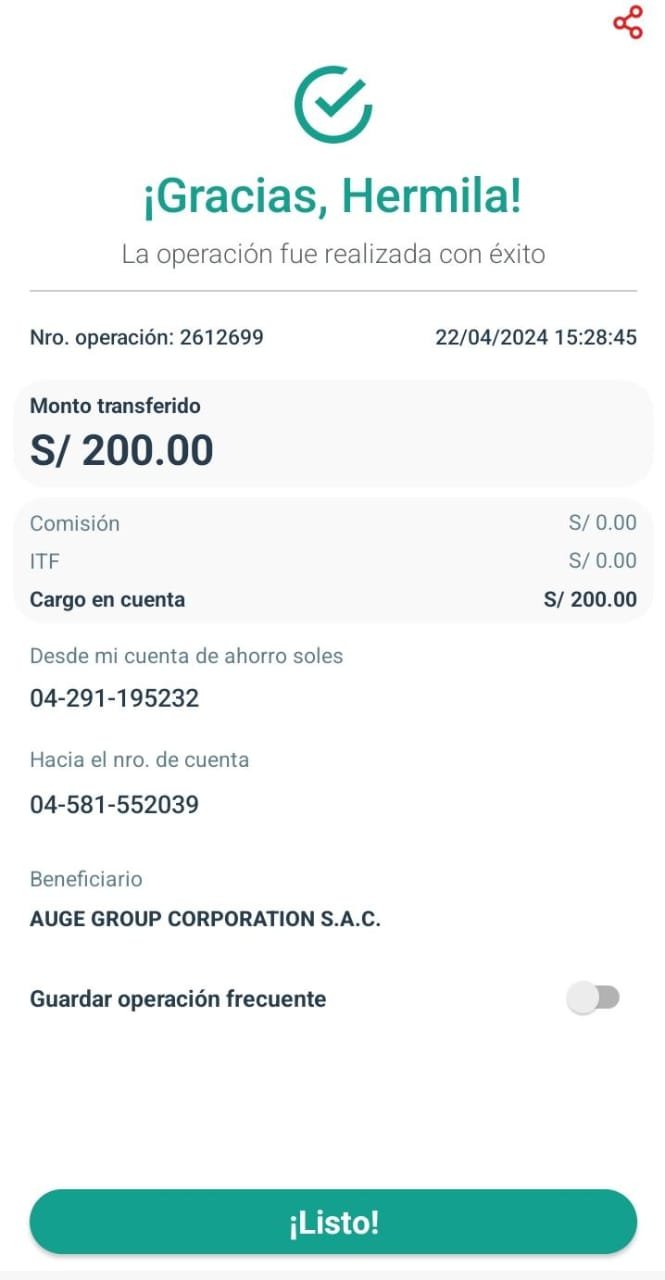 ¡Gracias, Hermila!
La operación fue realizada con éxito
Nro. operación: 2612699 22/04/2024 15:28:45
Monto transferido
S/ 200.00
Comisión S/ 0.00
ITF S/ 0.00
Cargo en cuenta S/ 200.00
Desde mi cuenta de ahorro soles
04-291-195232
Hacia el nro. de cuenta
04-581-552039
Beneficiario
AUGE GROUP CORPORATION S.A.C.
Guardar operación frecuente
¡Listo!